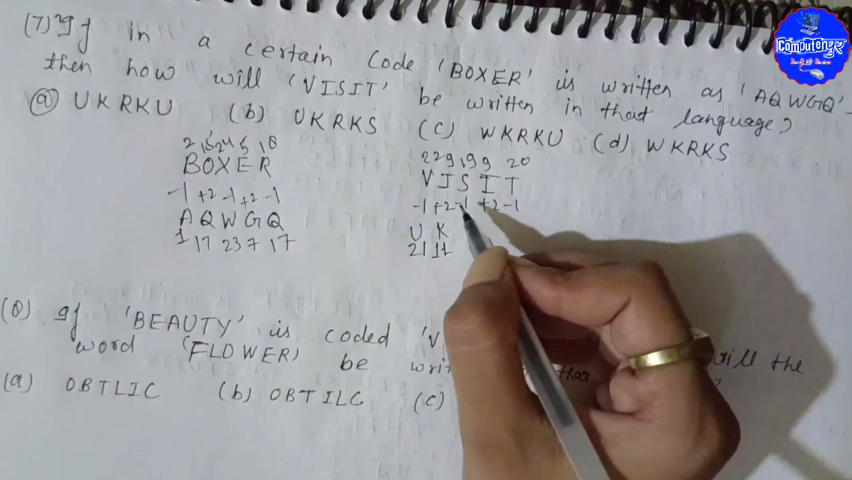 (7) If in a certain Code 'BOXER' is written as 'AQWGQ'
then how will 'VISIT' be written in that language?
(a) UKRKU (b) UKRKS (c) WKRKU (d) WKRKS
2 15 24 5 18
BOXER
-1 +2 -1 +2 -1
AQWGQ
1 17 23 7 17
22 9 19 9 20
VISIT
-1 +2 -1 +2 -1
U K
21 11
'BEAUTY' is coded 'V
word 'FLOWER) be
will the
(a) OBTLIC (b) OBTILC (c)